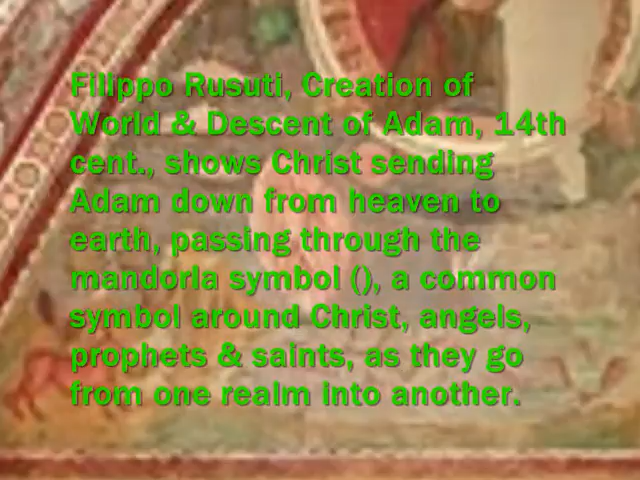 Filippo Rusuti, Creation of
World & Descent of Adam, 14th
cent., shows Christ sending
Adam down from heaven to
earth, passing through the
mandorla symbol (), a common
symbol around Christ, angels,
prophets & saints, as they go
from one realm into another.